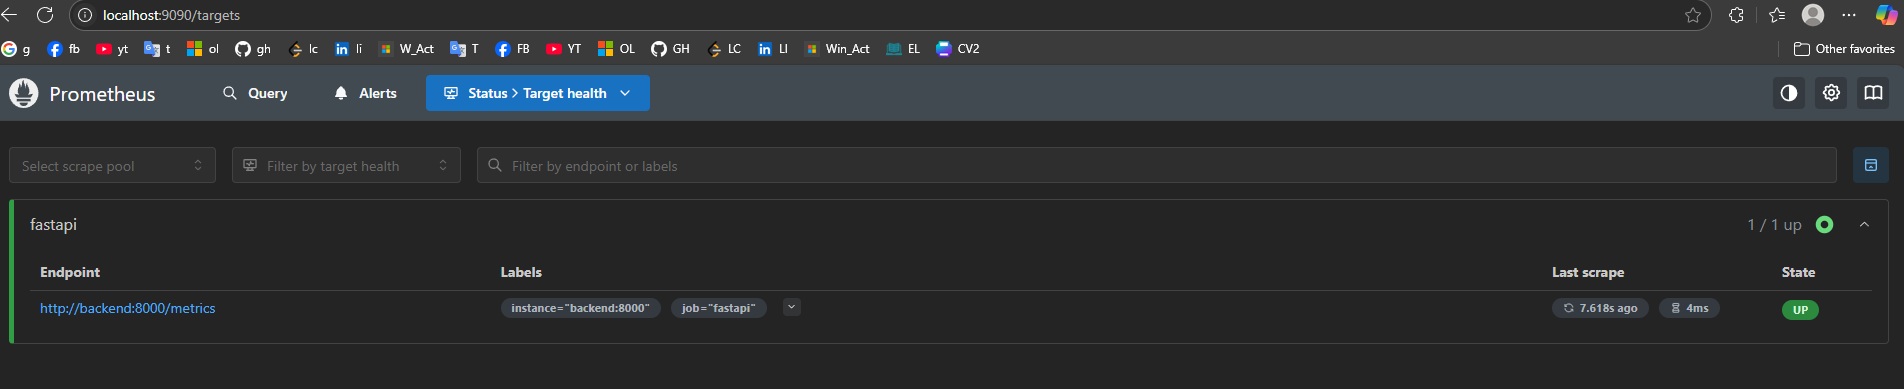 localhost:9090/targets
g fb yt t ol gh lc li W_Act T FB YT OL GH LC LI Win_Act EL CV2 Other favorites
Prometheus Query Alerts Status > Target health
Select scrape pool Filter by target health Filter by endpoint or labels
fastapi 1 / 1 up
Endpoint Labels Last scrape State
http://backend:8000/metrics instance="backend:8000" job="fastapi" 7.618s ago 4ms UP